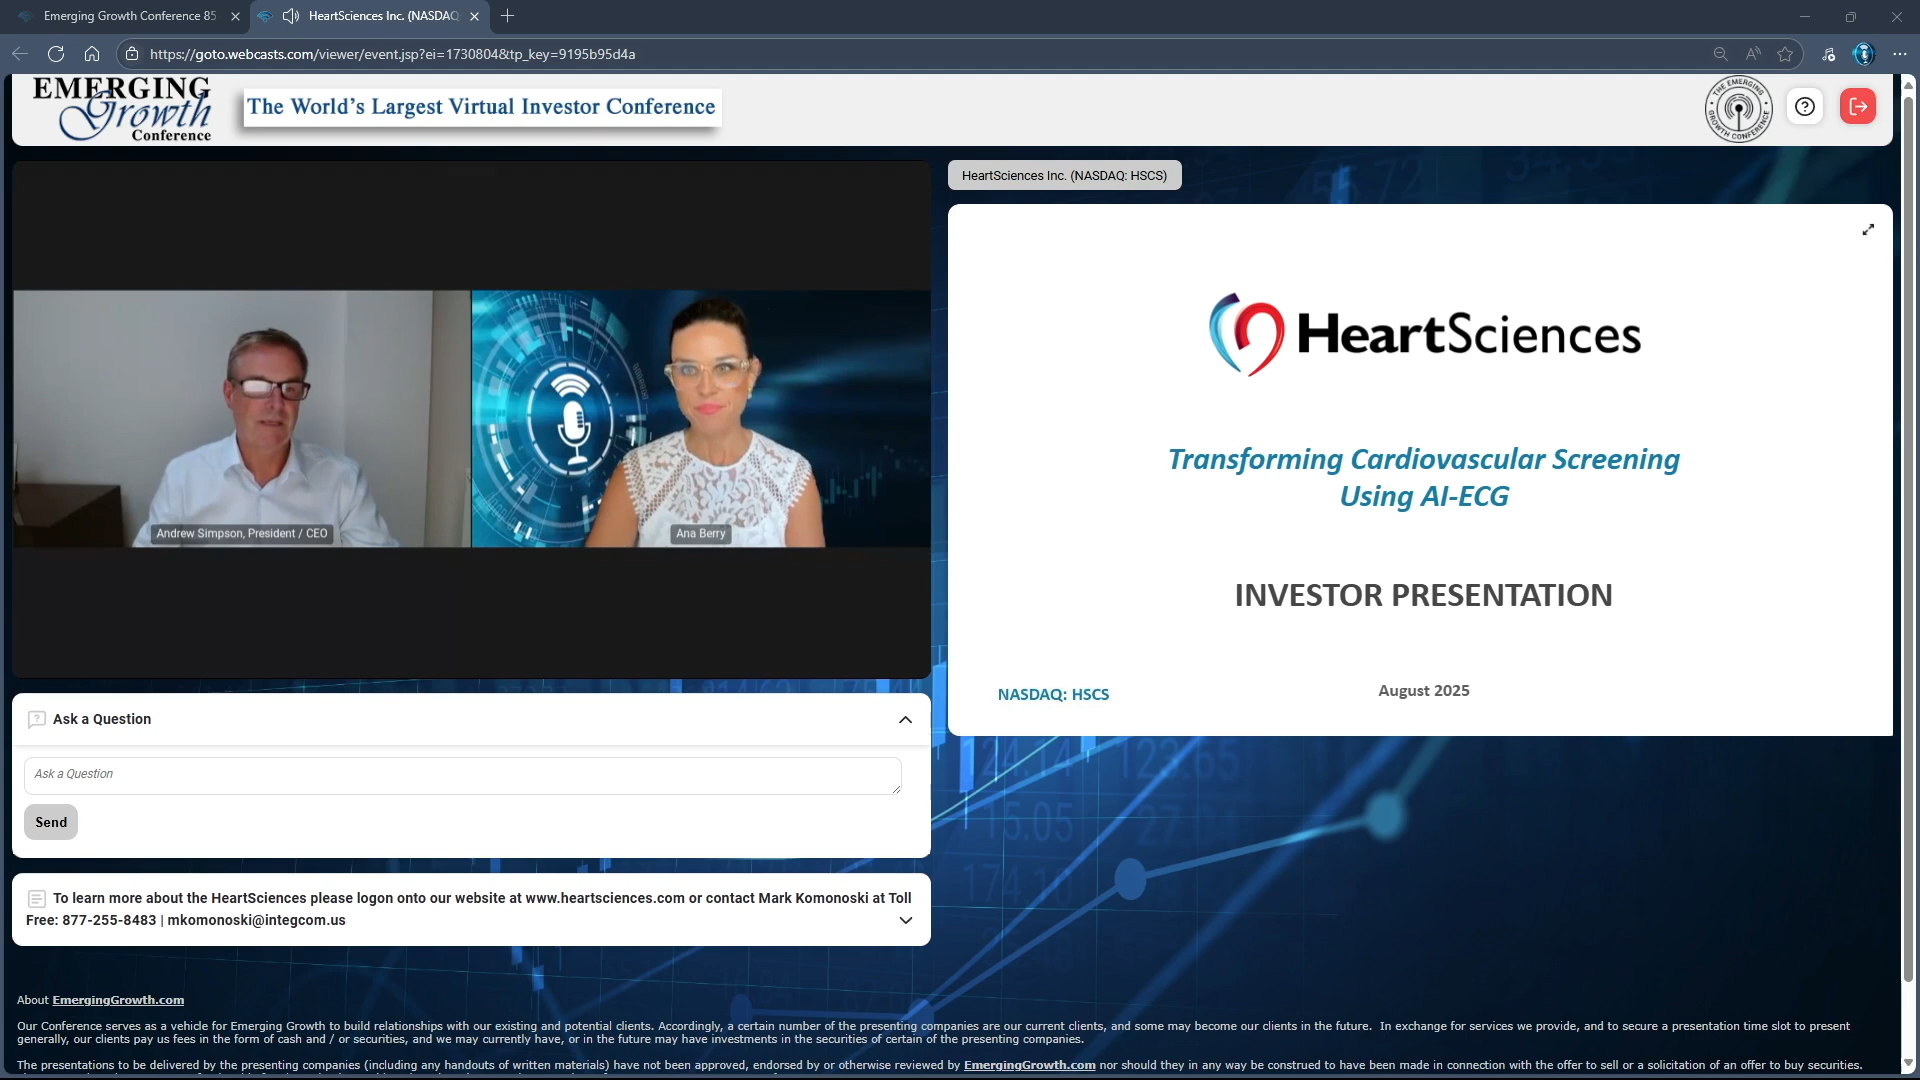 Emerging Growth Conference 85
HeartSciences Inc. (NASDAQ
https://goto.webcasts.com/viewer/event.jsp?ei=1730804&tp_key=9195b95d4a
EMERGING
Growth
Conference
The World's Largest Virtual Investor Conference
THE EMERGING GROWTH CONFERENCE
HeartSciences Inc. (NASDAQ: HSCS)
HeartSciences
Transforming Cardiovascular Screening
Using AI-ECG
INVESTOR PRESENTATION
NASDAQ: HSCS
August 2025
Andrew Simpson, President / CEO
Ana Berry
Ask a Question
Ask a Question
Send
To learn more about the HeartSciences please logon onto our website at www.heartsciences.com or contact Mark Komonoski at Toll
Free: 877-255-8483 | mkomonoski@integcom.us
About EmergingGrowth.com
Our Conference serves as a vehicle for Emerging Growth to build relationships with our existing and potential clients. Accordingly, a certain number of the presenting companies are our current clients, and some may become our clients in the future. In exchange for services we provide, and to secure a presentation time slot to present
generally, our clients pay us fees in the form of cash and / or securities, and we may currently have, or in the future may have investments in the securities of certain of the presenting companies.
The presentations to be delivered by the presenting companies (including any handouts of written materials) have not been approved, endorsed by or otherwise reviewed by EmergingGrowth.com nor should they in any way be construed to have been made in connection with the offer to sell or a solicitation of an offer to buy securities.